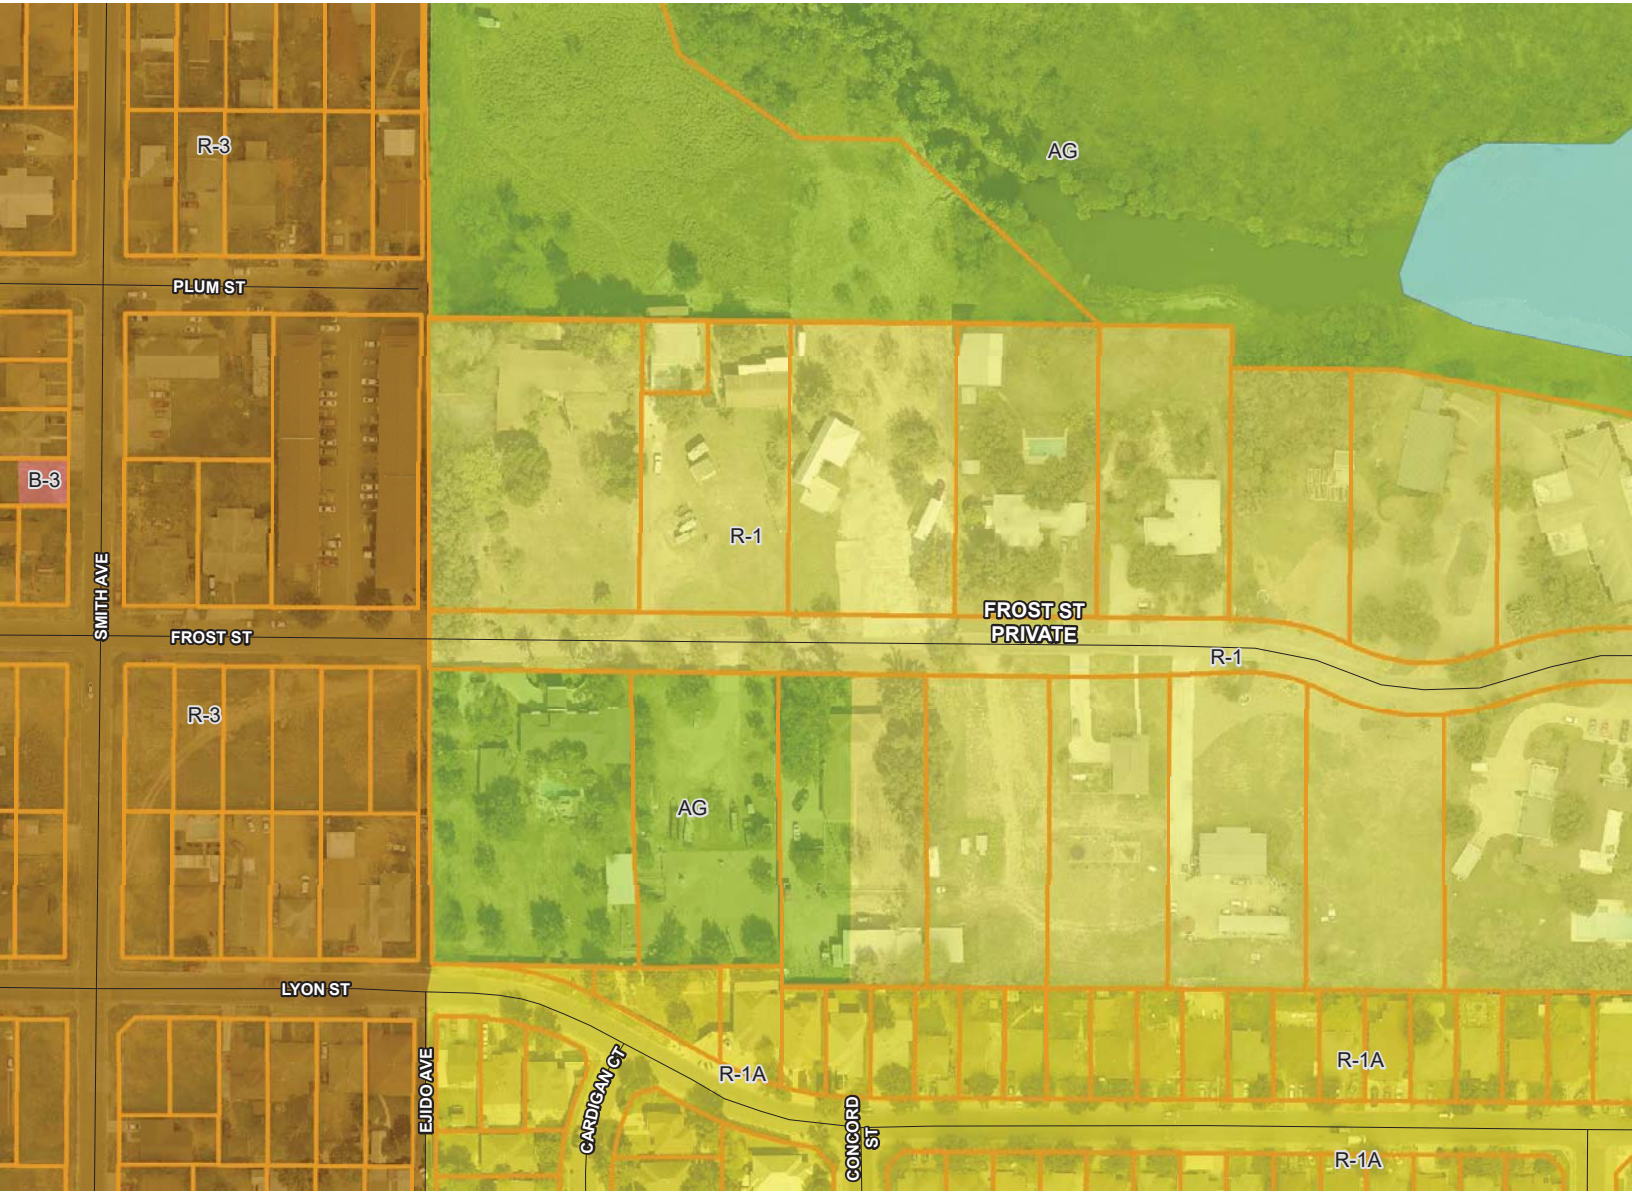 R-3
AG
PLUM ST
B-3
R-1
SMITH AVE
FROST ST
FROST ST
PRIVATE
R-1
R-3
AG
LYON ST
EJIDO AVE
CARDIGAN CT
R-1A
CONCORD
ST
R-1A
R-1A